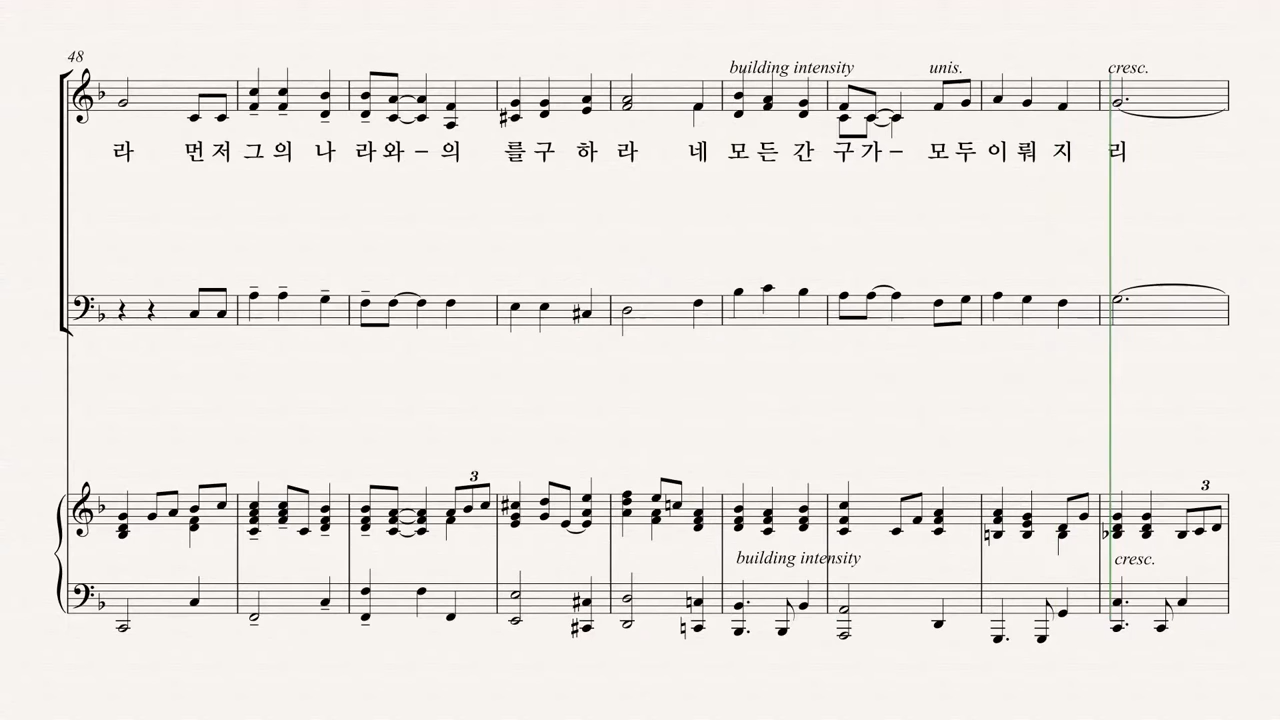 48
building intensity unis. cresc.
라 먼저 그의 나 라와 – 의 를구 하 라 네 모든 간 구가 – 모두 이 뤄 지 리
3 3
building intensity cresc.